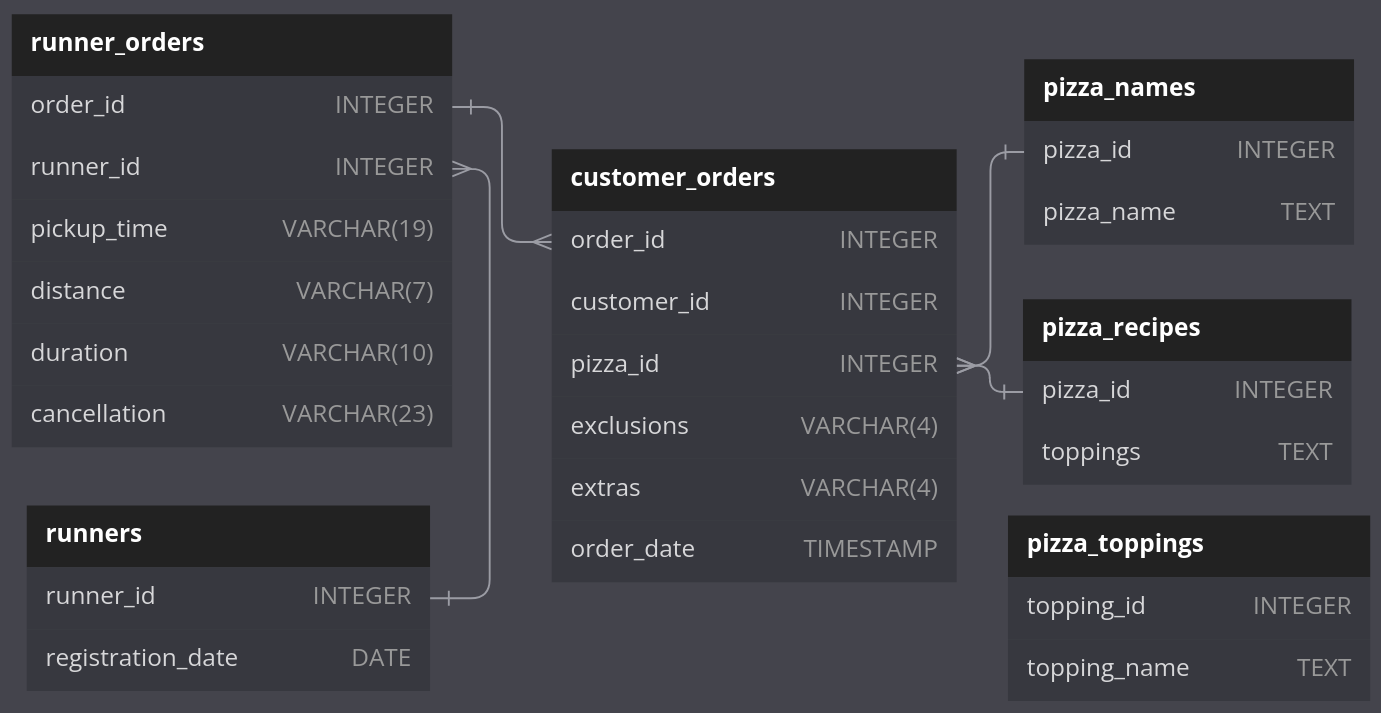 runner_orders
order_id INTEGER
runner_id INTEGER
pickup_time VARCHAR(19)
distance VARCHAR(7)
duration VARCHAR(10)
cancellation VARCHAR(23)
runners
runner_id INTEGER
registration_date DATE
customer_orders
order_id INTEGER
customer_id INTEGER
pizza_id INTEGER
exclusions VARCHAR(4)
extras VARCHAR(4)
order_date TIMESTAMP
pizza_names
pizza_id INTEGER
pizza_name TEXT
pizza_recipes
pizza_id INTEGER
toppings TEXT
pizza_toppings
topping_id INTEGER
topping_name TEXT